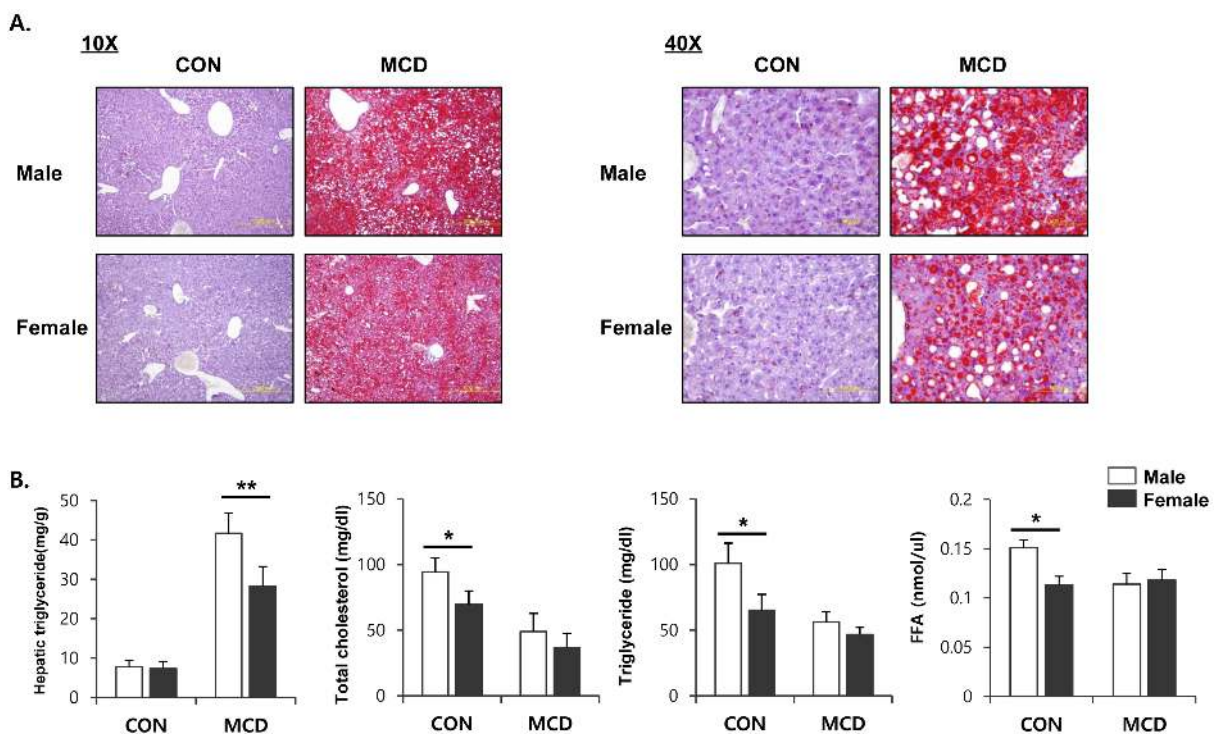 A.
10X
CON MCD
Male
Female
40X
CON MCD
Male
Female
B.
Male
Female
Hepatic triglyceride(mg/g)
50
40
30
20
10
0
**
CON MCD
Total cholesterol (mg/dl)
150
100
50
0
*
CON MCD
Triglyceride (mg/dl)
150
100
50
0
*
CON MCD
FFA (nmol/ul)
0.2
0.15
0.1
0.05
0
*
CON MCD